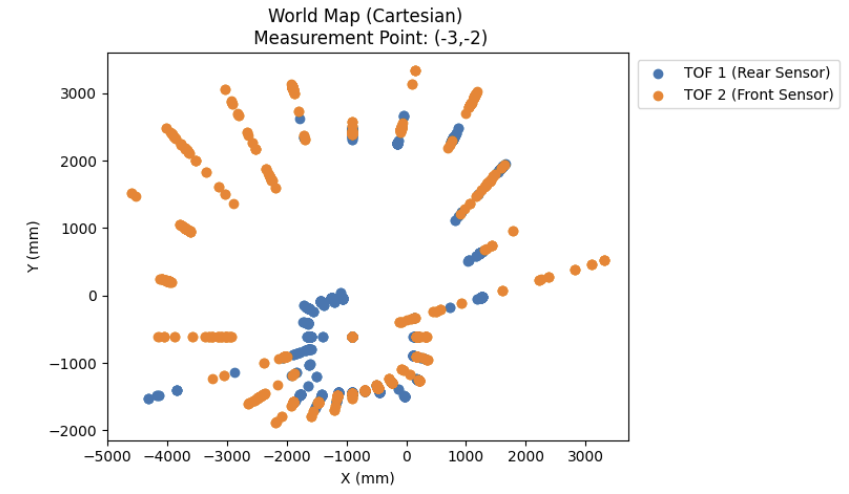 World Map (Cartesian)
Measurement Point: (-3,-2)
TOF 1 (Rear Sensor)
TOF 2 (Front Sensor)
Y (mm)
3000
2000
1000
0
−1000
−2000
−5000 −4000 −3000 −2000 −1000 0 1000 2000 3000
X (mm)